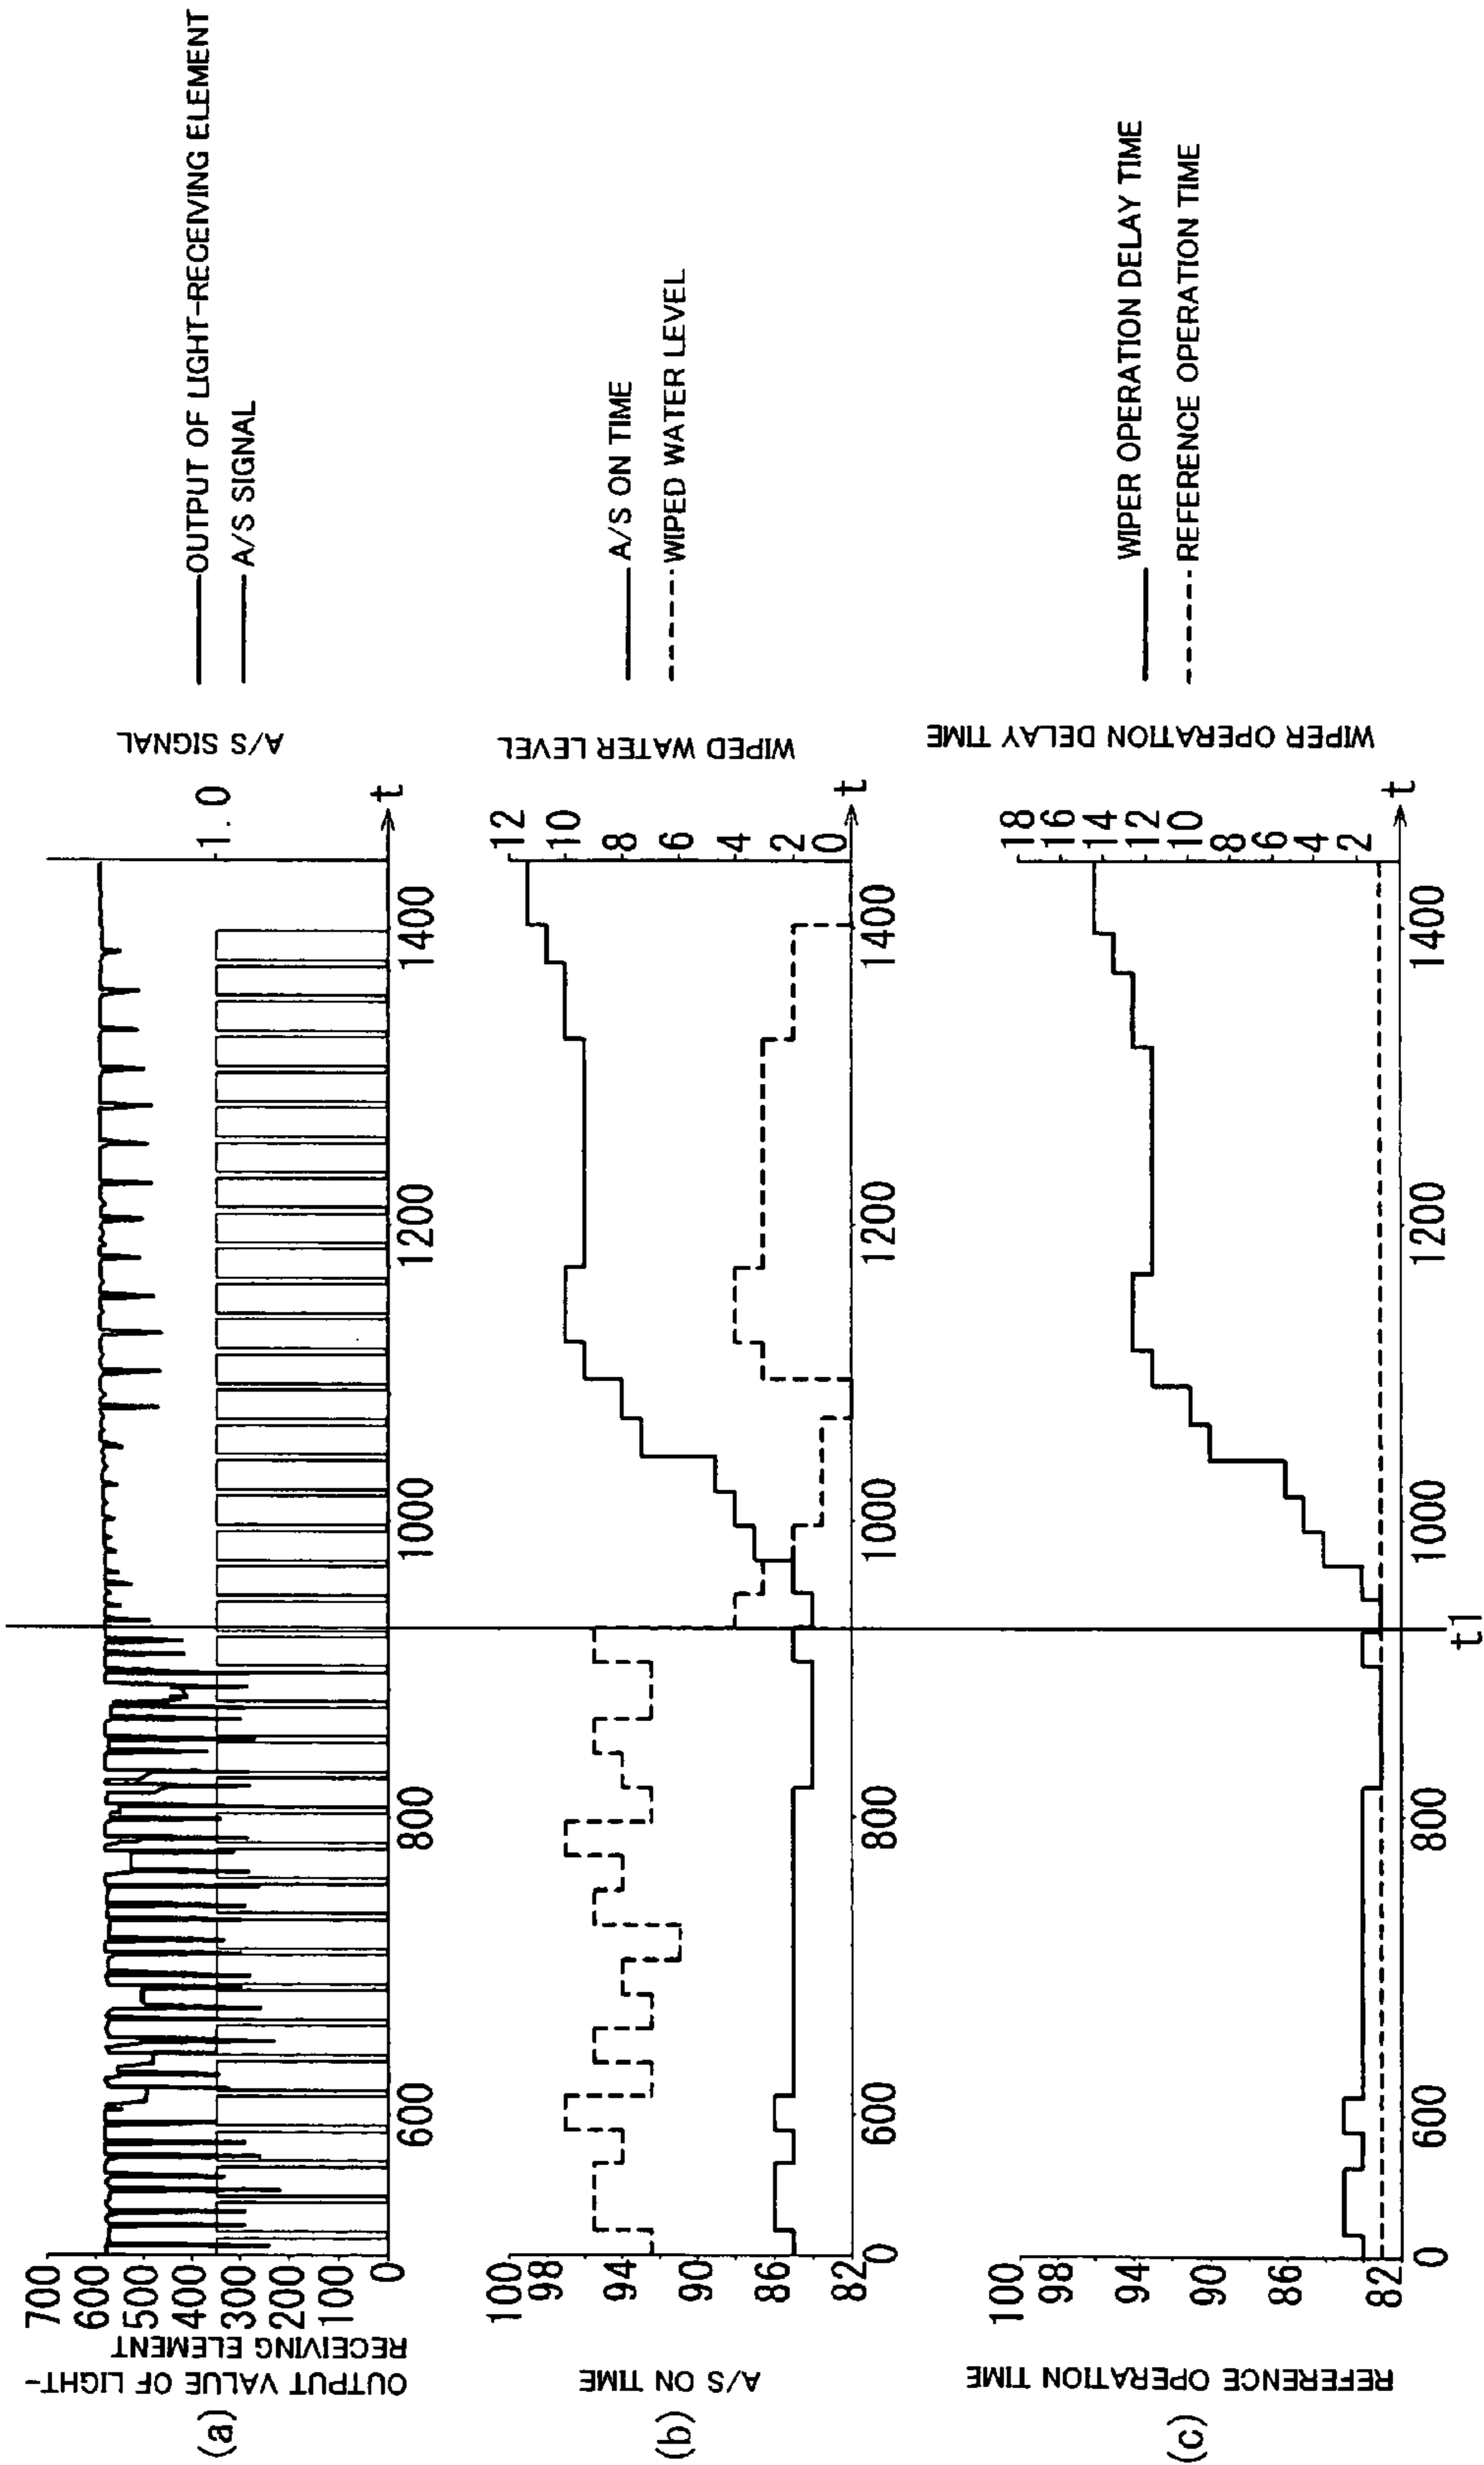 (a)
OUTPUT VALUE OF LIGHT-
RECEIVING ELEMENT
700
600
500
400
300
200
100
0
600
800
1000
1200
1400
t
1.0
A/S SIGNAL
OUTPUT OF LIGHT-RECEIVING ELEMENT
A/S SIGNAL
(b)
A/S ON TIME
100
98
94
90
86
82
0
600
800
1000
1200
1400
t
12
10
8
6
4
2
0
WIPED WATER LEVEL
A/S ON TIME
WIPED WATER LEVEL
(c)
REFERENCE OPERATION TIME
100
98
94
90
86
82
0
600
800
1000
1200
1400
t
t1
18
16
14
12
10
8
6
4
2
WIPER OPERATION DELAY TIME
WIPER OPERATION DELAY TIME
REFERENCE OPERATION TIME